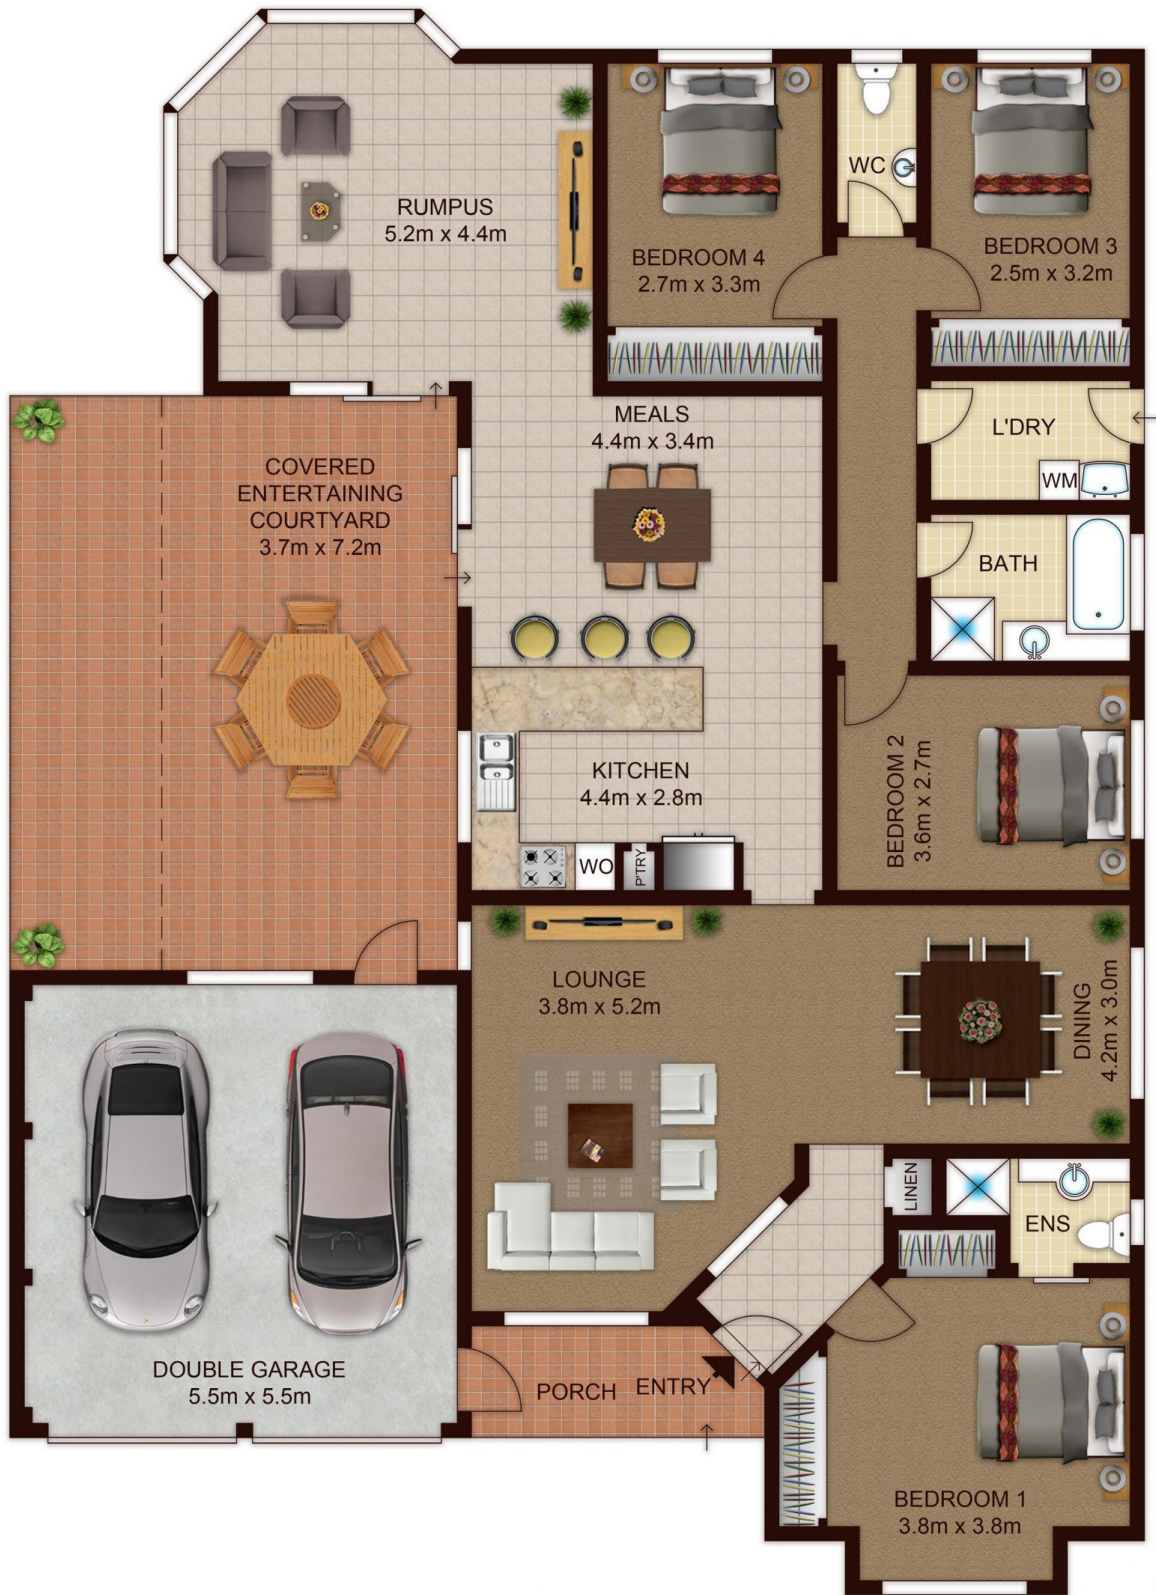 RUMPUS
5.2m x 4.4m
BEDROOM 4
2.7m x 3.3m
WC
BEDROOM 3
2.5m x 3.2m
MEALS
4.4m x 3.4m
L'DRY
WM
COVERED
ENTERTAINING
COURTYARD
3.7m x 7.2m
BATH
KITCHEN
4.4m x 2.8m
WO
P'TRY
BEDROOM 2
3.6m x 2.7m
LOUNGE
3.8m x 5.2m
DINING
4.2m x 3.0m
LINEN
ENS
DOUBLE GARAGE
5.5m x 5.5m
PORCH
ENTRY
BEDROOM 1
3.8m x 3.8m